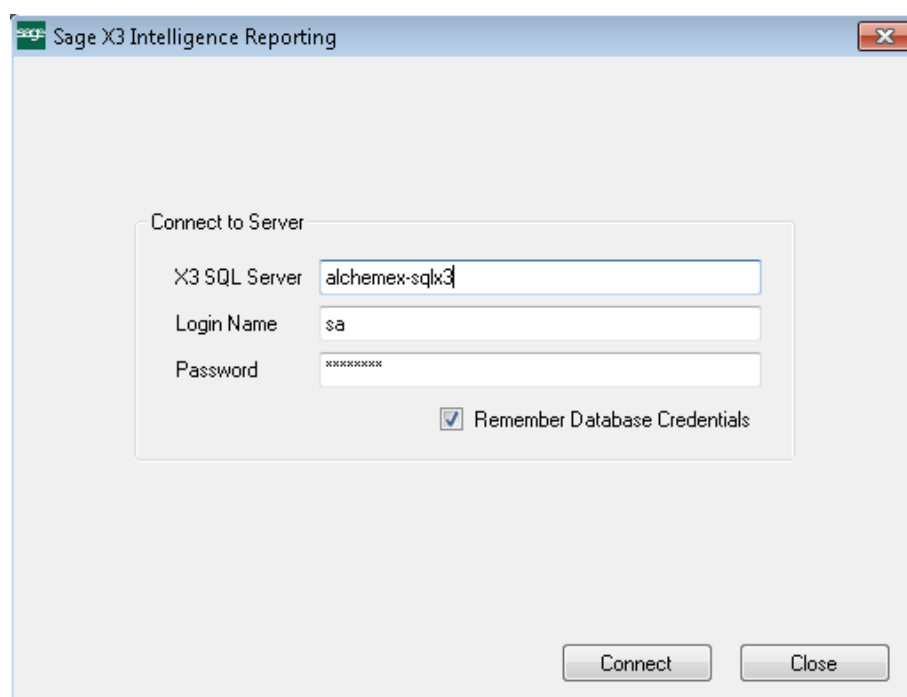 sage Sage X3 Intelligence Reporting
Connect to Server
X3 SQL Server alchemex-sqlx3
Login Name sa
Password ********
Remember Database Credentials
Connect Close